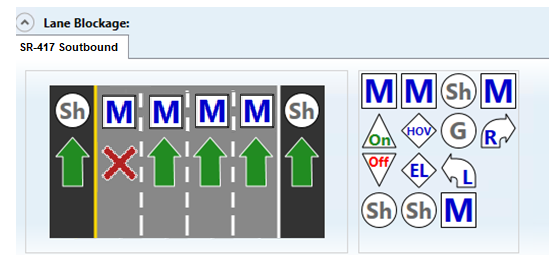 Lane Blockage:
SR-417 Soutbound
Sh M M M M Sh
M M Sh M
On HOV G R
Off EL L
Sh Sh M